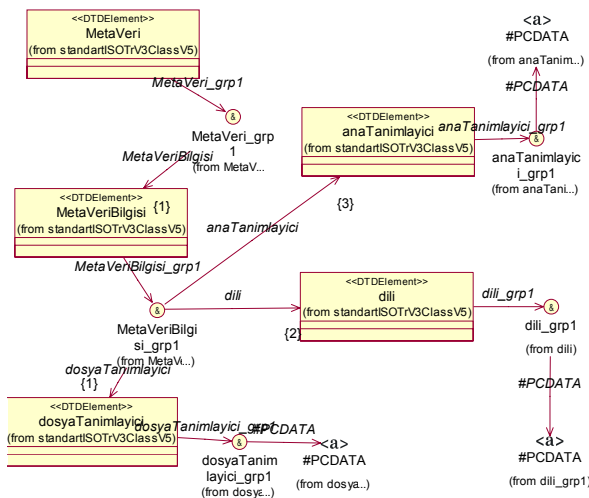 <<DTDElement>>
MetaVeri
(from standartISOTrV3ClassV5)
MetaVeri_grp1
&
MetaVeri_grp
1
(from MetaV...)
MetaVeriBilgisi
{1}
<<DTDElement>>
MetaVeriBilgisi
(from standartISOTrV3ClassV5)
MetaVeriBilgisi_grp1
&
MetaVeriBilgi
si_grp1
(from MetaVi...)
anaTanimlayici
{3}
<<DTDElement>>
anaTanimlayici
(from standartISOTrV3ClassV5)
anaTanimlayici_grp1
&
anaTanimlayic
i_grp1
(from anaTani...)
#PCDATA
<a>
#PCDATA
(from anaTanim...)
dili
{2}
<<DTDElement>>
dili
(from standartISOTrV3ClassV5)
dili_grp1
&
dili_grp1
(from dili)
#PCDATA
<a>
#PCDATA
(from dili_grp1)
dosyaTanimlayici
{1}
<<DTDElement>>
dosyaTanimlayici
(from standartISOTrV3ClassV5)
dosyaTanimlayici_grp1
&
dosyaTanim
layici_grp1
(from dosya...)
#PCDATA
<a>
#PCDATA
(from dosya...)